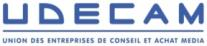 UDECAM
UNION DES ENTREPRISES DE CONSEIL ET ACHAT MEDIA